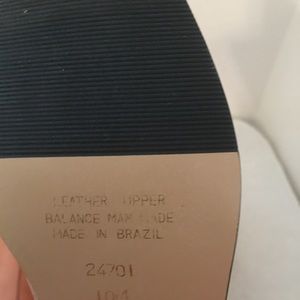 LEATHER UPPER
BALANCE MAN MADE
MADE IN BRAZIL
24701